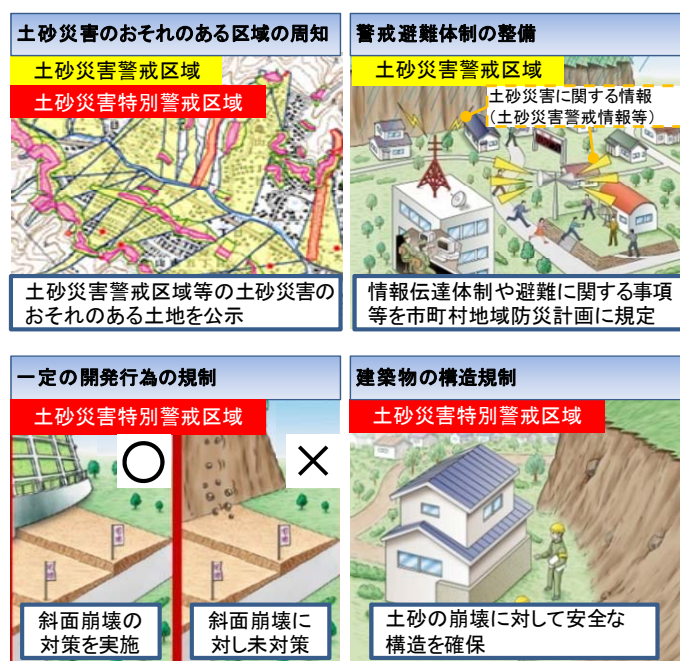 土砂災害のおそれのある区域の周知
土砂災害警戒区域
土砂災害特別警戒区域
土砂災害警戒区域等の土砂災害の
おそれのある土地を公示
警戒避難体制の整備
土砂災害警戒区域
土砂災害に関する情報
(土砂災害警戒情報等)
情報伝達体制や避難に関する事項
等を市町村地域防災計画に規定
一定の開発行為の規制
土砂災害特別警戒区域
○
×
宅地
宅地
宅地
宅地
斜面崩壊の
対策を実施
斜面崩壊に
対し未対策
建築物の構造規制
土砂災害特別警戒区域
土砂の崩壊に対して安全な
構造を確保